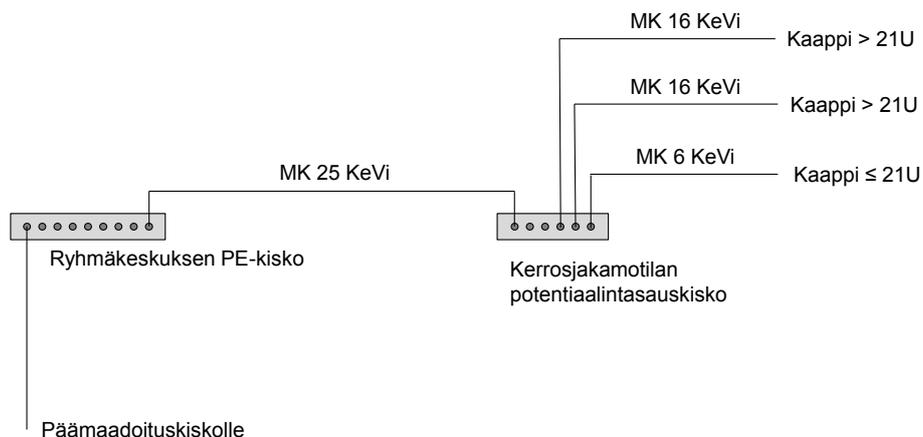 MK 16 KeVi
Kaappi > 21U
MK 16 KeVi
Kaappi > 21U
MK 6 KeVi
Kaappi ≤ 21U
MK 25 KeVi
Ryhmäkeskuksen PE-kisko
Kerrosjakamotilan
potentiaalintasauskisko
Päämaadoituskiskolle